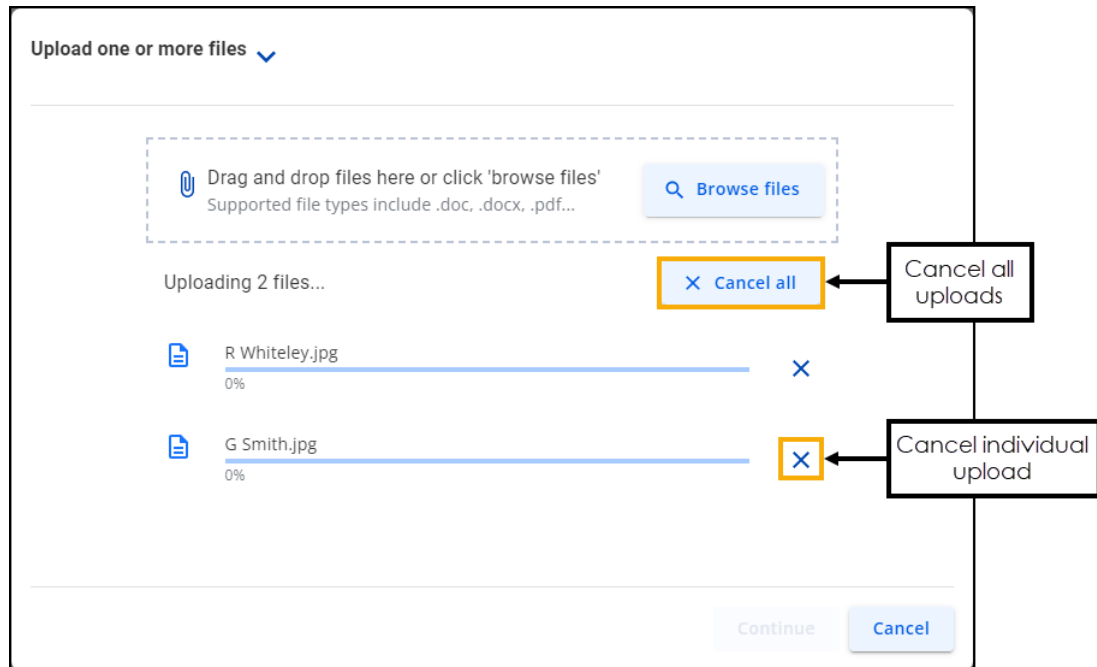 Upload one or more files
Drag and drop files here or click 'browse files'
Supported file types include .doc, .docx, .pdf...
Browse files
Uploading 2 files...
Cancel all
Cancel all
uploads
R Whiteley.jpg
0%
G Smith.jpg
0%
Cancel individual
upload
Continue
Cancel